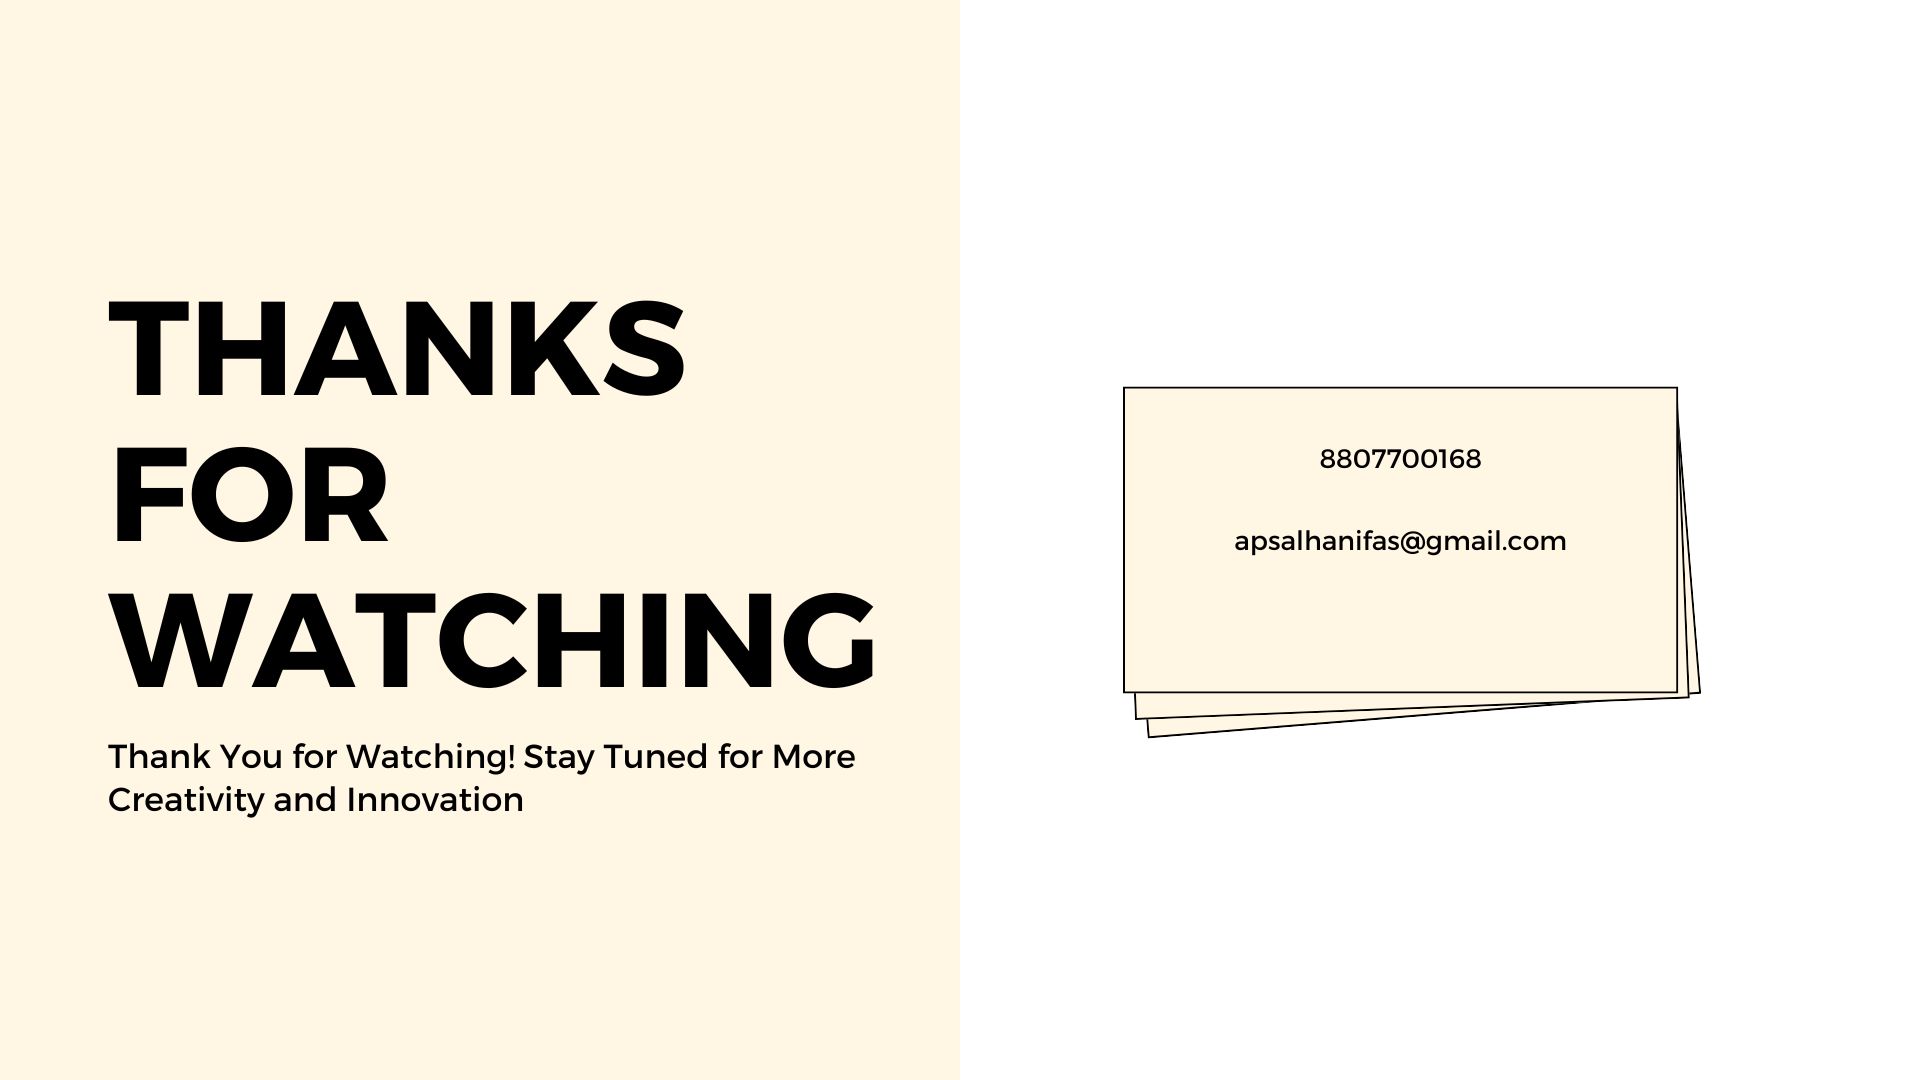 THANKS
FOR
WATCHING
Thank You for Watching! Stay Tuned for More
Creativity and Innovation
8807700168
apsalhanifas@gmail.com